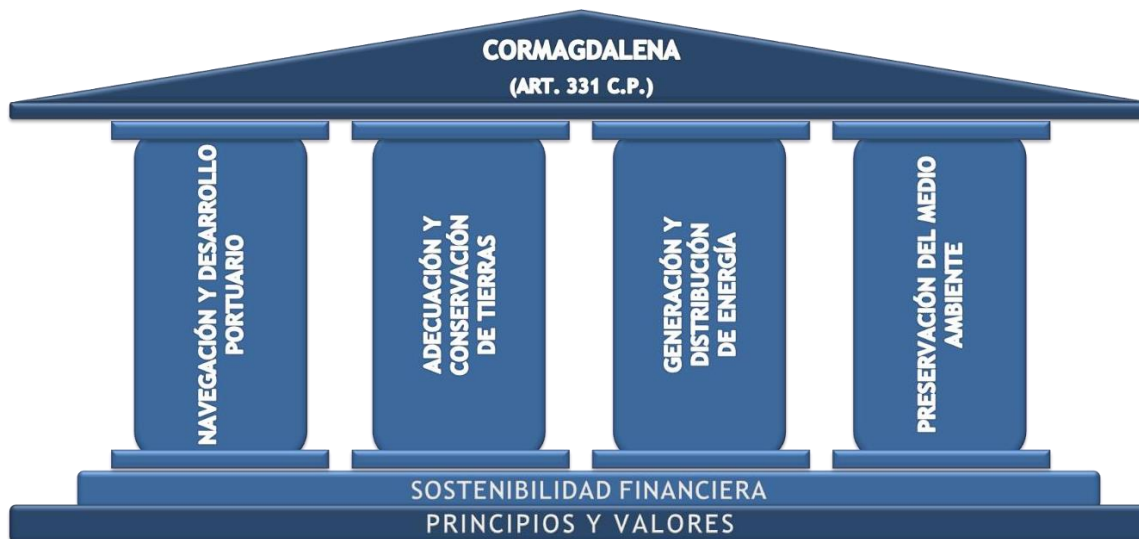 CORMAGDALENA
(ART. 331 C.P.)
NAVEGACIÓN Y DESARROLLO
PORTUARIO
ADECUACIÓN Y
CONSERVACIÓN
DE TIERRAS
GENERACIÓN Y
DISTRIBUCIÓN
DE ENERGÍA
PRESERVACIÓN DEL MEDIO
AMBIENTE
SOSTENIBILIDAD FINANCIERA
PRINCIPIOS Y VALORES